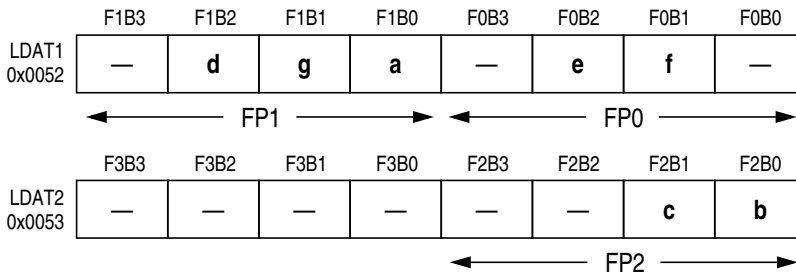 F1B3 F1B2 F1B1 F1B0 F0B3 F0B2 F0B1 F0B0
LDAT1 — d g a — e f —
0x0052
FP1 FP0
F3B3 F3B2 F3B1 F3B0 F2B3 F2B2 F2B1 F2B0
LDAT2 — — — — — — c b
0x0053
FP2